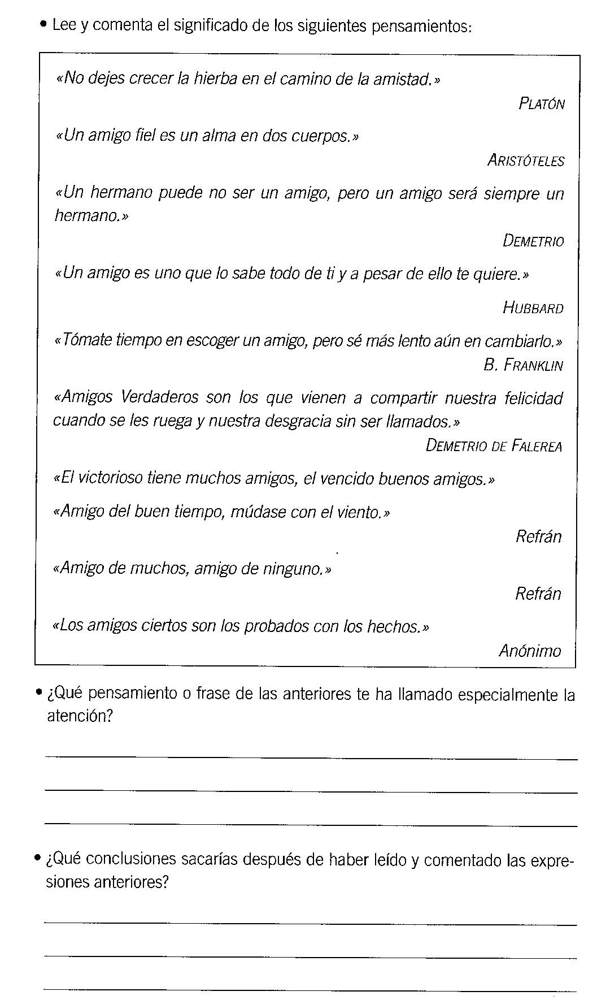 • Lee y comenta el significado de los siguientes pensamientos:
«No dejes crecer la hierba en el camino de la amistad.»
PLATÓN
«Un amigo fiel es un alma en dos cuerpos.»
ARISTÓTELES
«Un hermano puede no ser un amigo, pero un amigo será siempre un
hermano.»
DEMETRIO
«Un amigo es uno que lo sabe todo de ti y a pesar de ello te quiere.»
HUBBARD
«Tómate tiempo en escoger un amigo, pero sé más lento aún en cambiarlo.»
B. FRANKLIN
«Amigos Verdaderos son los que vienen a compartir nuestra felicidad
cuando se les ruega y nuestra desgracia sin ser llamados.»
DEMETRIO DE FALEREA
«El victorioso tiene muchos amigos, el vencido buenos amigos.»
«Amigo del buen tiempo, múdase con el viento.»
Refrán
«Amigo de muchos, amigo de ninguno.»
Refrán
«Los amigos ciertos son los probados con los hechos.»
Anónimo
• ¿Qué pensamiento o frase de las anteriores te ha llamado especialmente la
atención?
• ¿Qué conclusiones sacarías después de haber leído y comentado las expre-
siones anteriores?